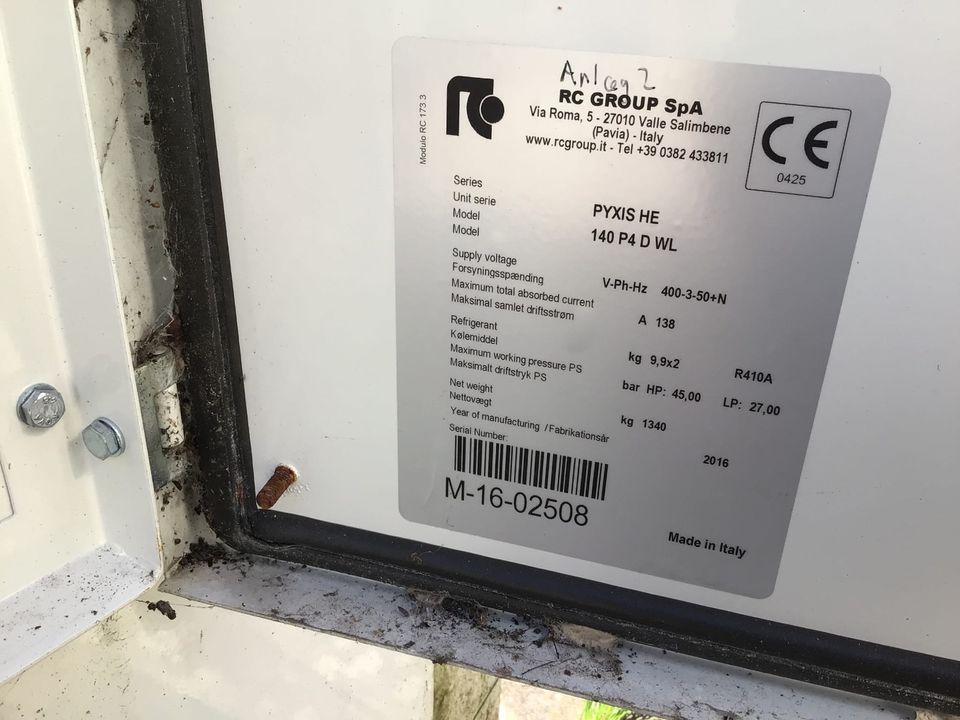 Anlæg 2
RC GROUP SpA
Via Roma, 5 - 27010 Valle Salimbene
(Pavia) - Italy
www.rcgroup.it - Tel +39 0382 433811
Modulo RC 173.3
rc
CE
0425
Series
Unit serie PYXIS HE
Model
Model 140 P4 D WL
Supply voltage
Forsyningsspænding V-Ph-Hz 400-3-50+N
Maximum total absorbed current
Maksimal samlet driftsstrøm A 138
Refrigerant
Kølemiddel kg 9,9x2 R410A
Maximum working pressure PS
Maksimalt driftstryk PS bar HP: 45,00 LP: 27,00
Net weight
Nettovægt kg 1340
Year of manufacturing / Fabrikationsår 2016
Serial Number:
M-16-02508
Made in Italy